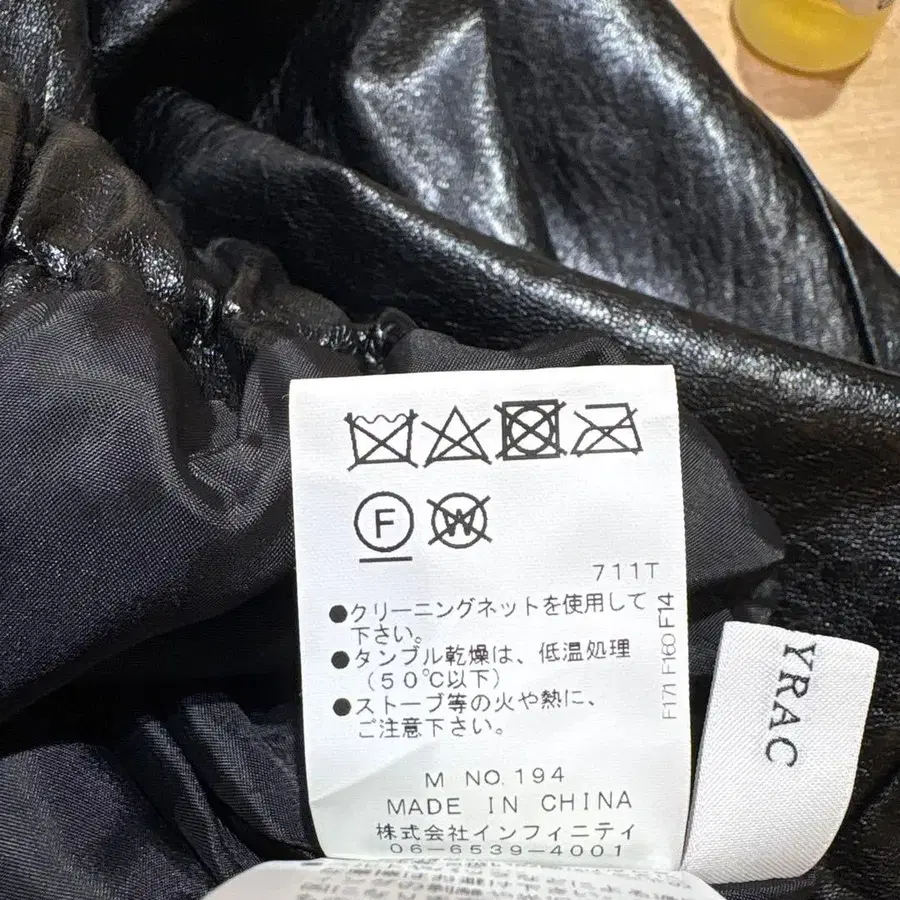 F
W
711T
●クリーニングネットを使用して
下さい。
●タンブル乾燥は、低温処理
(50℃以下)
●ストーブ等の火や熱に、
ご注意下さい。
F171 F160 F14
M NO.194
MADE IN CHINA
株式会社インフィニティ
06-6539-4001
YRAC